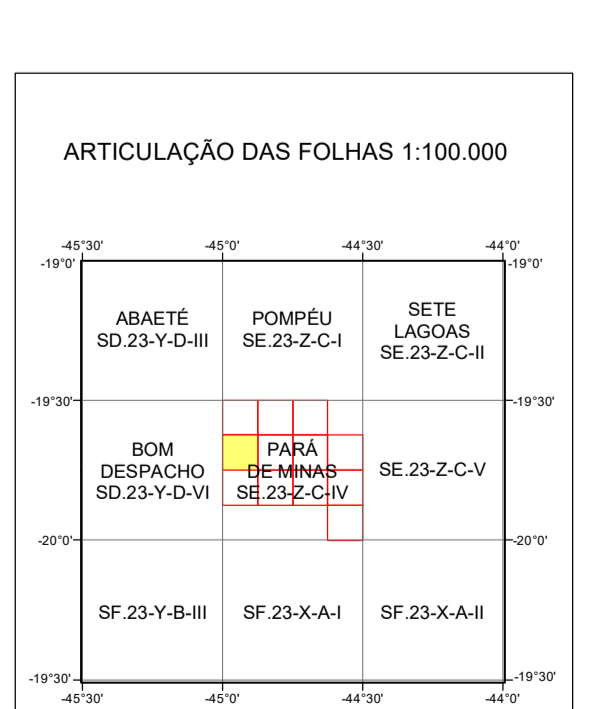 ARTICULAÇÃO DAS FOLHAS 1:100.000
-45°30' -45°0' -44°30' -44°0'
-19°0' -19°0'
ABAETÉ
SD.23-Y-D-III
POMPÉU
SE.23-Z-C-I
SETE
LAGOAS
SE.23-Z-C-II
-19°30' -19°30'
BOM
DESPACHO
SD.23-Y-D-VI
PARÁ
DE MINAS
SE.23-Z-C-IV
SE.23-Z-C-V
-20°0' -20°0'
SF.23-Y-B-III
SF.23-X-A-I
SF.23-X-A-II
-19°30' -19°30'
-45°30' -45°0' -44°30' -44°0'